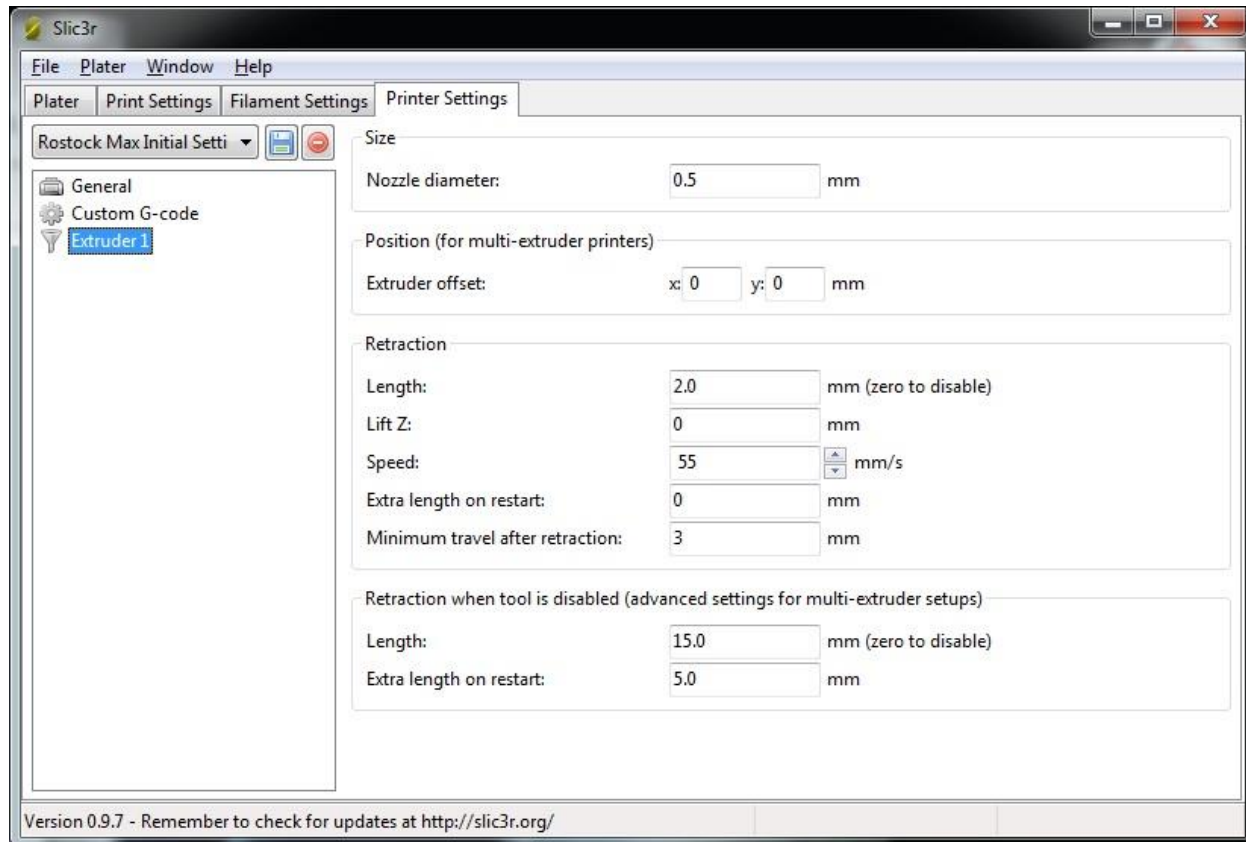 Slic3r
File Plater Window Help
Plater Print Settings Filament Settings Printer Settings
Rostock Max Initial Setti
General
Custom G-code
Extruder 1
Size
Nozzle diameter: 0.5 mm
Position (for multi-extruder printers)
Extruder offset: x: 0 y: 0 mm
Retraction
Length: 2.0 mm (zero to disable)
Lift Z: 0 mm
Speed: 55 mm/s
Extra length on restart: 0 mm
Minimum travel after retraction: 3 mm
Retraction when tool is disabled (advanced settings for multi-extruder setups)
Length: 15.0 mm (zero to disable)
Extra length on restart: 5.0 mm
Version 0.9.7 - Remember to check for updates at http://slic3r.org/